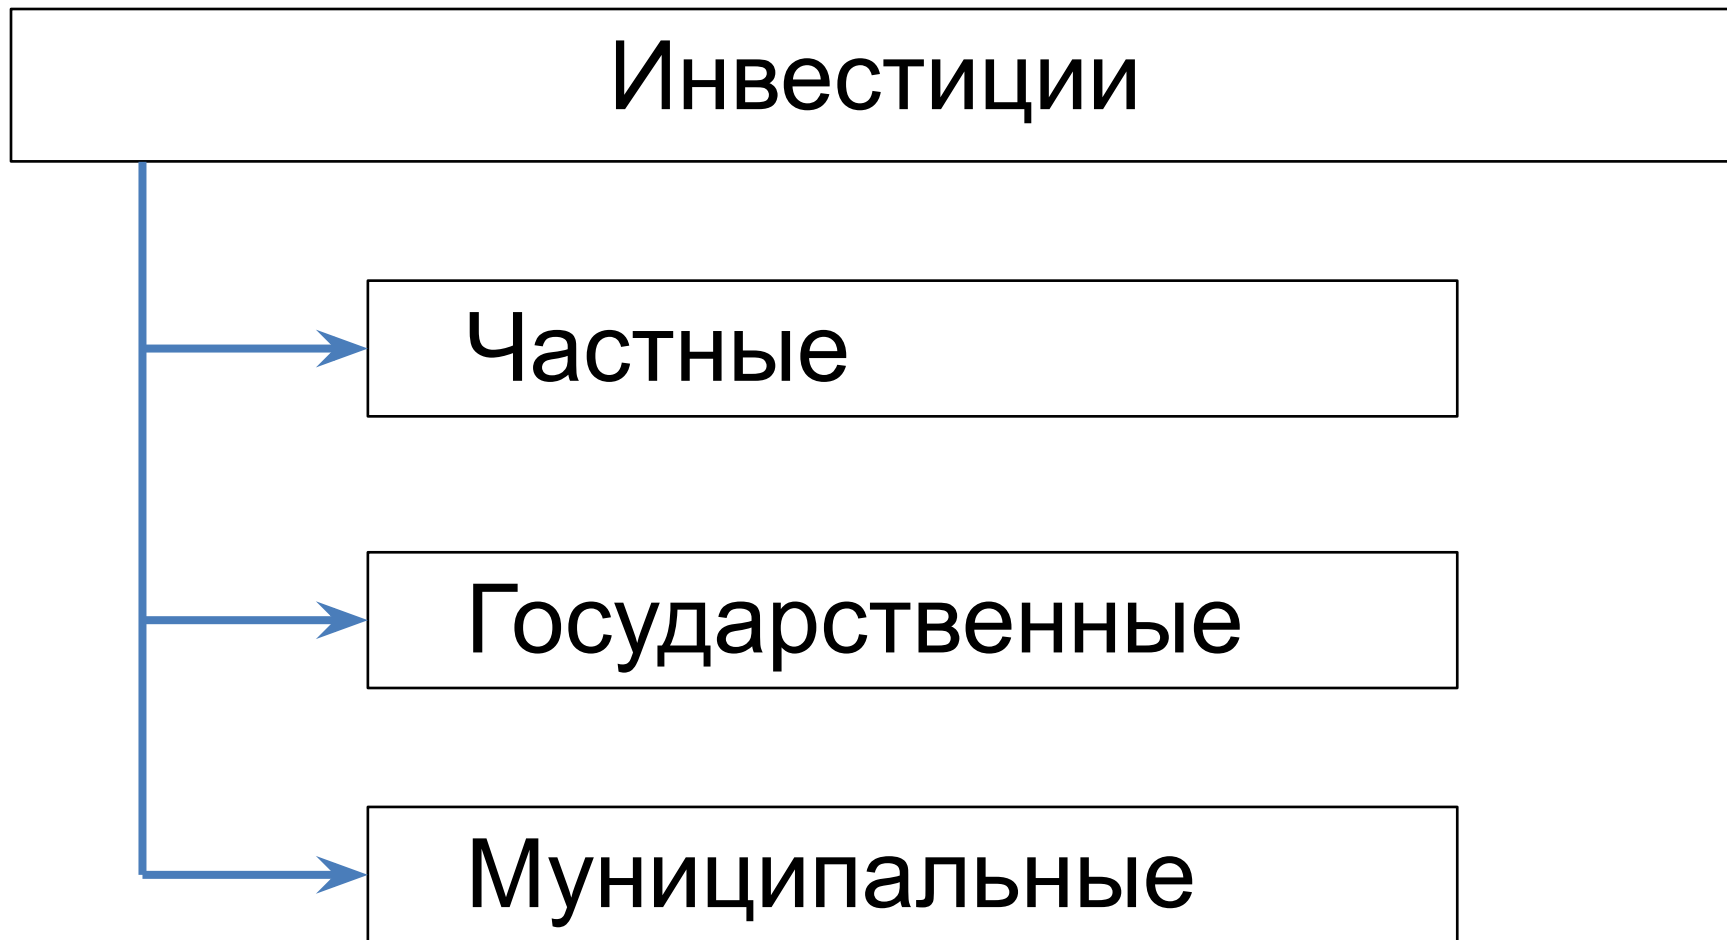 Инвестиции
Частные
Государственные
Муниципальные